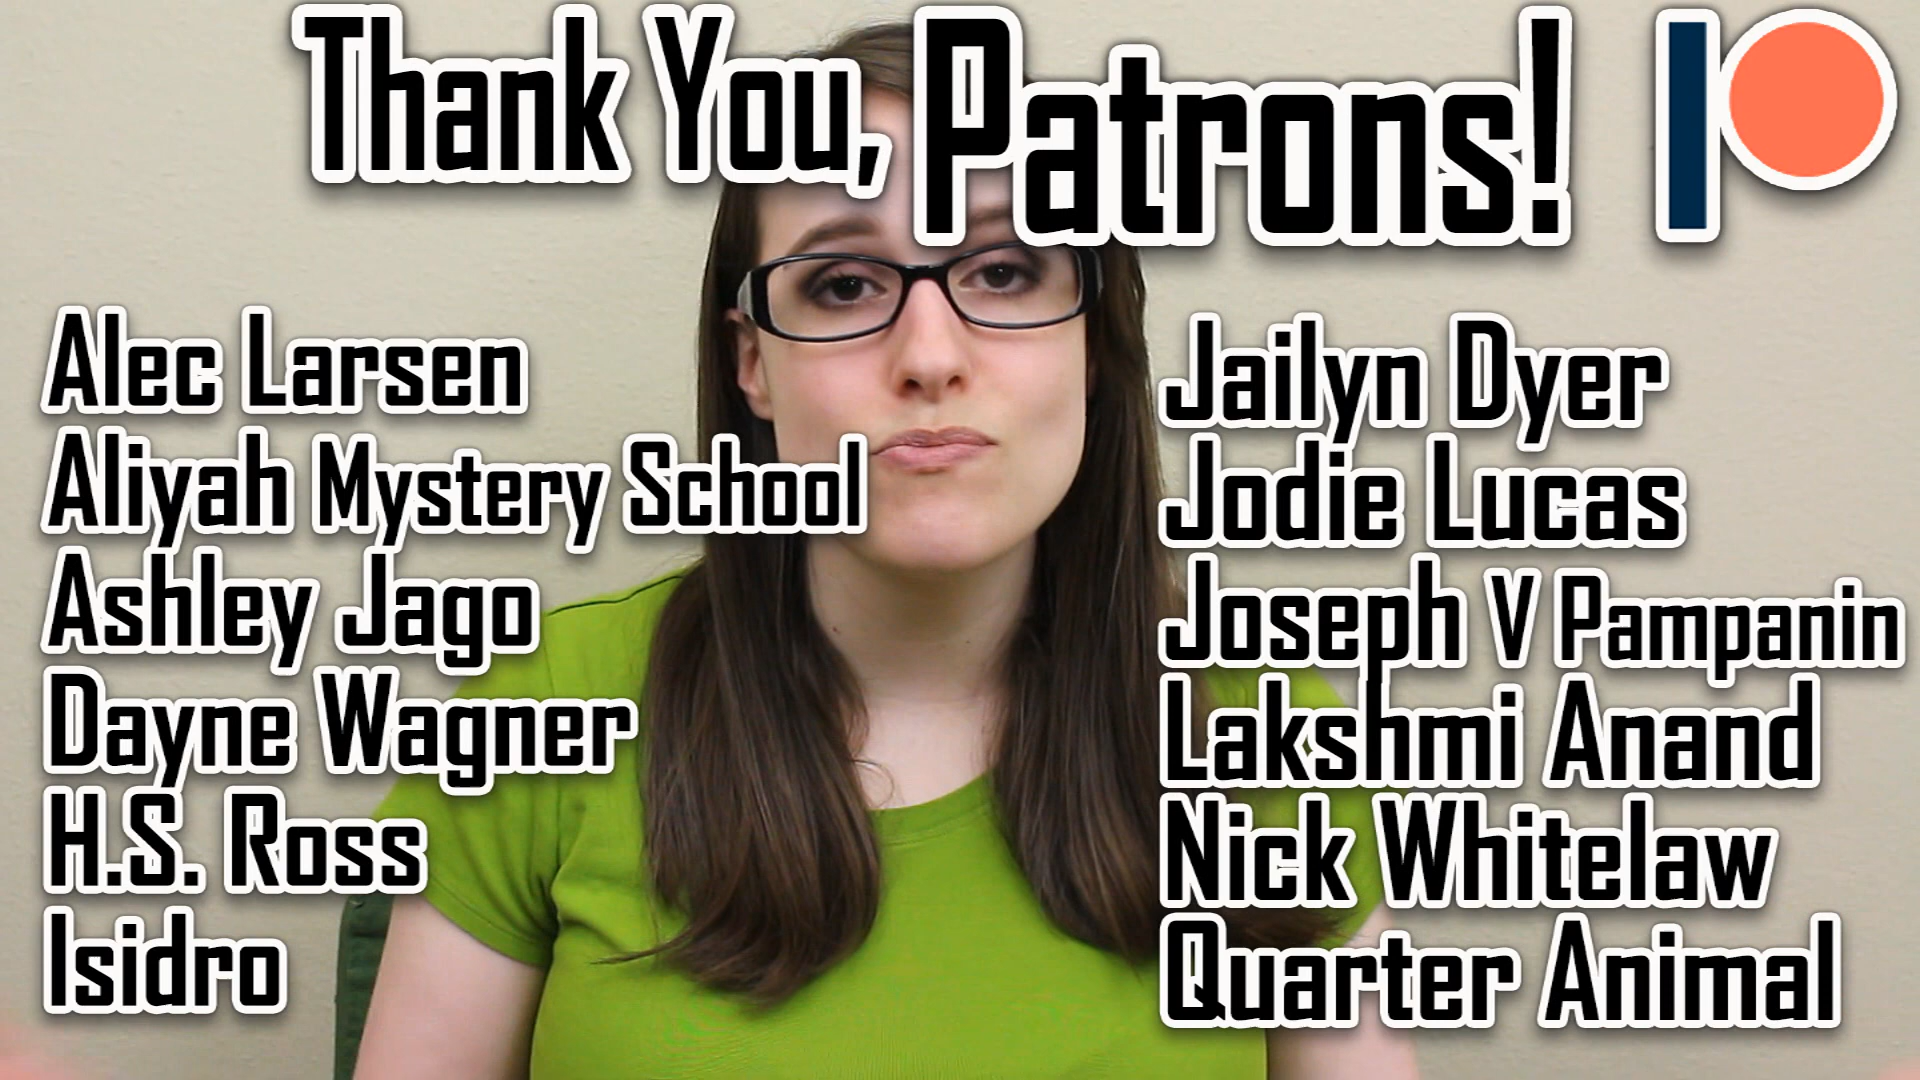 Thank You, Patrons!
Alec Larsen
Aliyah Mystery School
Ashley Jago
Dayne Wagner
H.S. Ross
Isidro
Jailyn Dyer
Jodie Lucas
Joseph V Pampanin
Lakshmi Anand
Nick Whitelaw
Quarter Animal